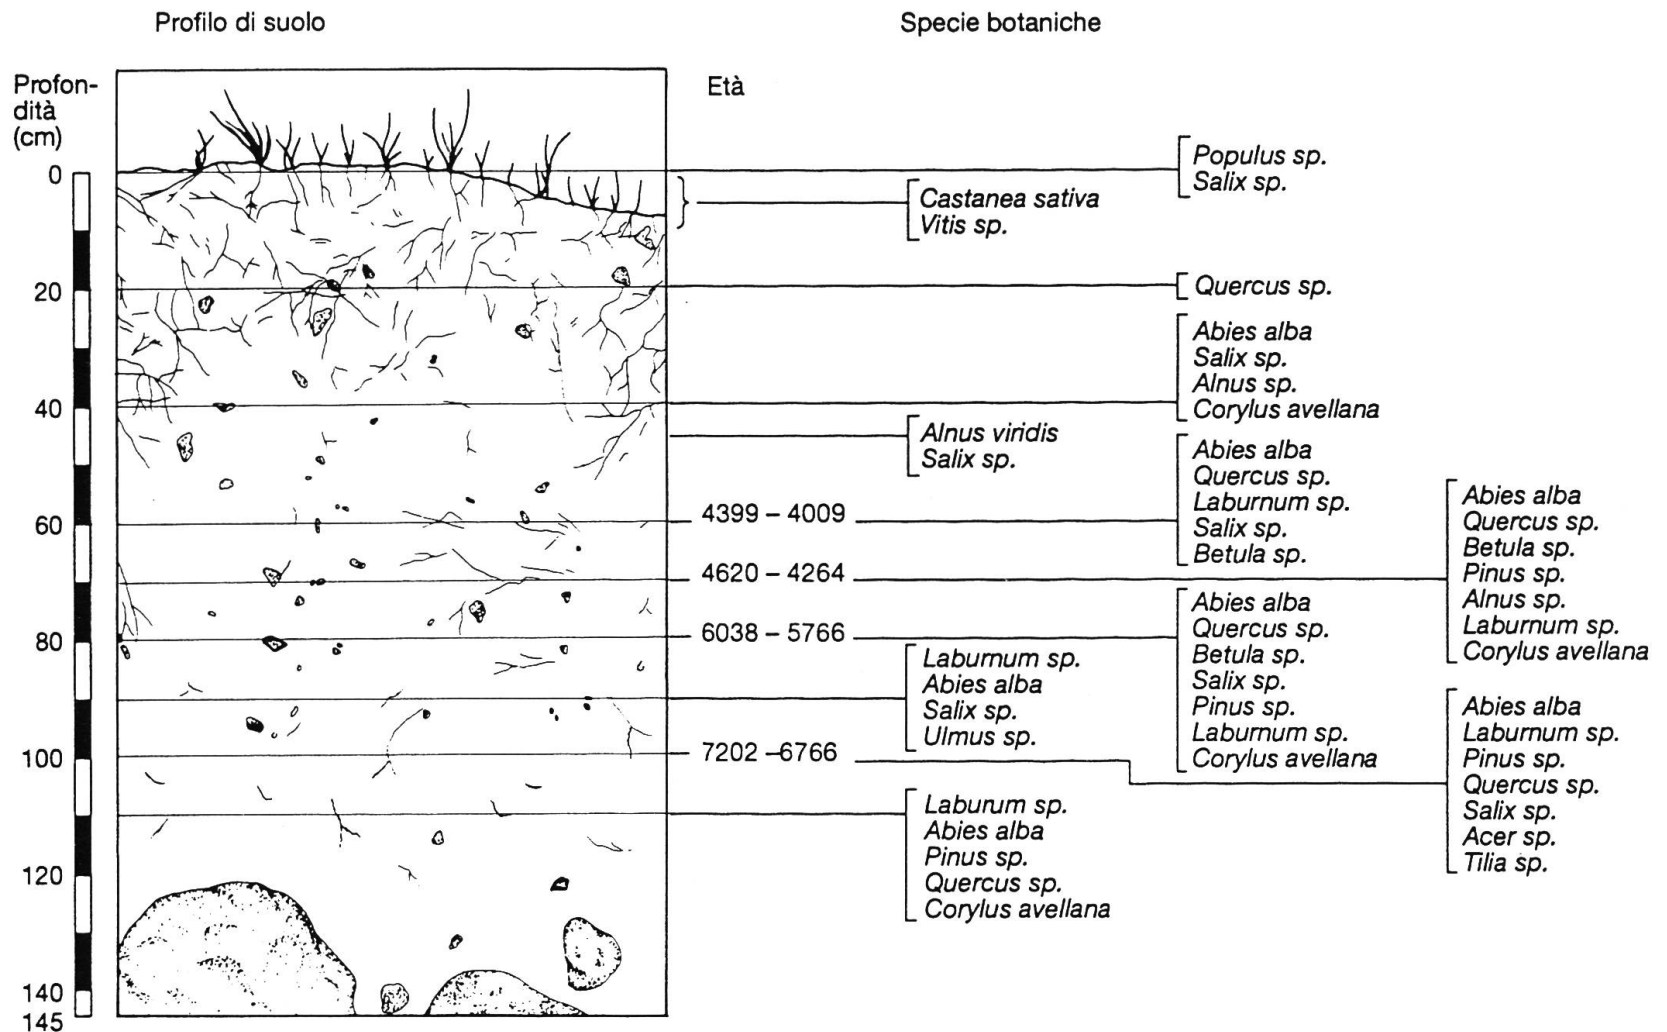 Profilo di suolo
Specie botaniche
Profon-
dità
(cm)
Età
0
20
40
60
80
100
120
140
145
Populus sp.
Salix sp.
Castanea sativa
Vitis sp.
Quercus sp.
Abies alba
Salix sp.
Alnus sp.
Corylus avellana
Alnus viridis
Salix sp.
4399 – 4009
Abies alba
Quercus sp.
Laburnum sp.
Salix sp.
Betula sp.
4620 – 4264
Abies alba
Quercus sp.
Betula sp.
Pinus sp.
Alnus sp.
Laburnum sp.
Corylus avellana
6038 – 5766
Abies alba
Quercus sp.
Betula sp.
Salix sp.
Pinus sp.
Laburnum sp.
Corylus avellana
Laburnum sp.
Abies alba
Salix sp.
Ulmus sp.
7202 –6766
Abies alba
Laburnum sp.
Pinus sp.
Quercus sp.
Salix sp.
Acer sp.
Tilia sp.
Laburum sp.
Abies alba
Pinus sp.
Quercus sp.
Corylus avellana